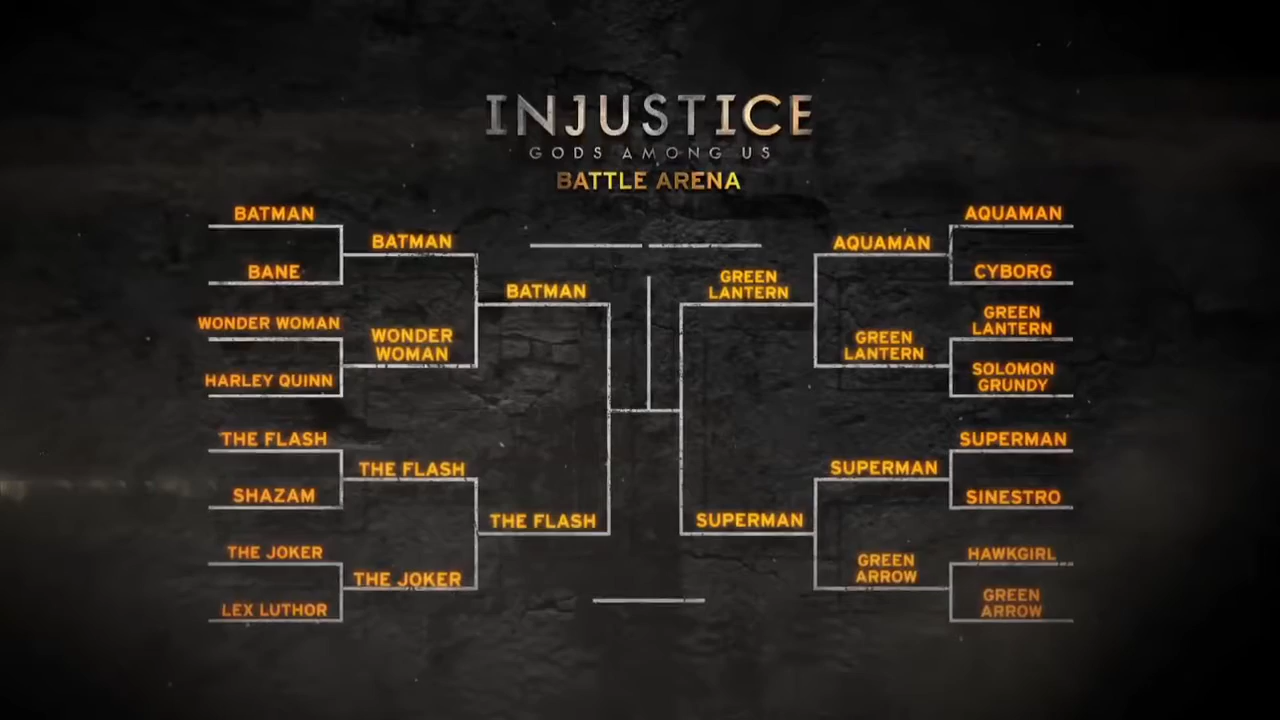 INJUSTICE
GODS AMONG US
BATTLE ARENA
BATMAN
BANE
WONDER WOMAN
HARLEY QUINN
THE FLASH
SHAZAM
THE JOKER
LEX LUTHOR
BATMAN
WONDER
WOMAN
THE FLASH
THE JOKER
BATMAN
THE FLASH
GREEN
LANTERN
SUPERMAN
AQUAMAN
GREEN
LANTERN
SUPERMAN
GREEN
ARROW
AQUAMAN
CYBORG
GREEN
LANTERN
SOLOMON
GRUNDY
SUPERMAN
SINESTRO
HAWKGIRL
GREEN
ARROW